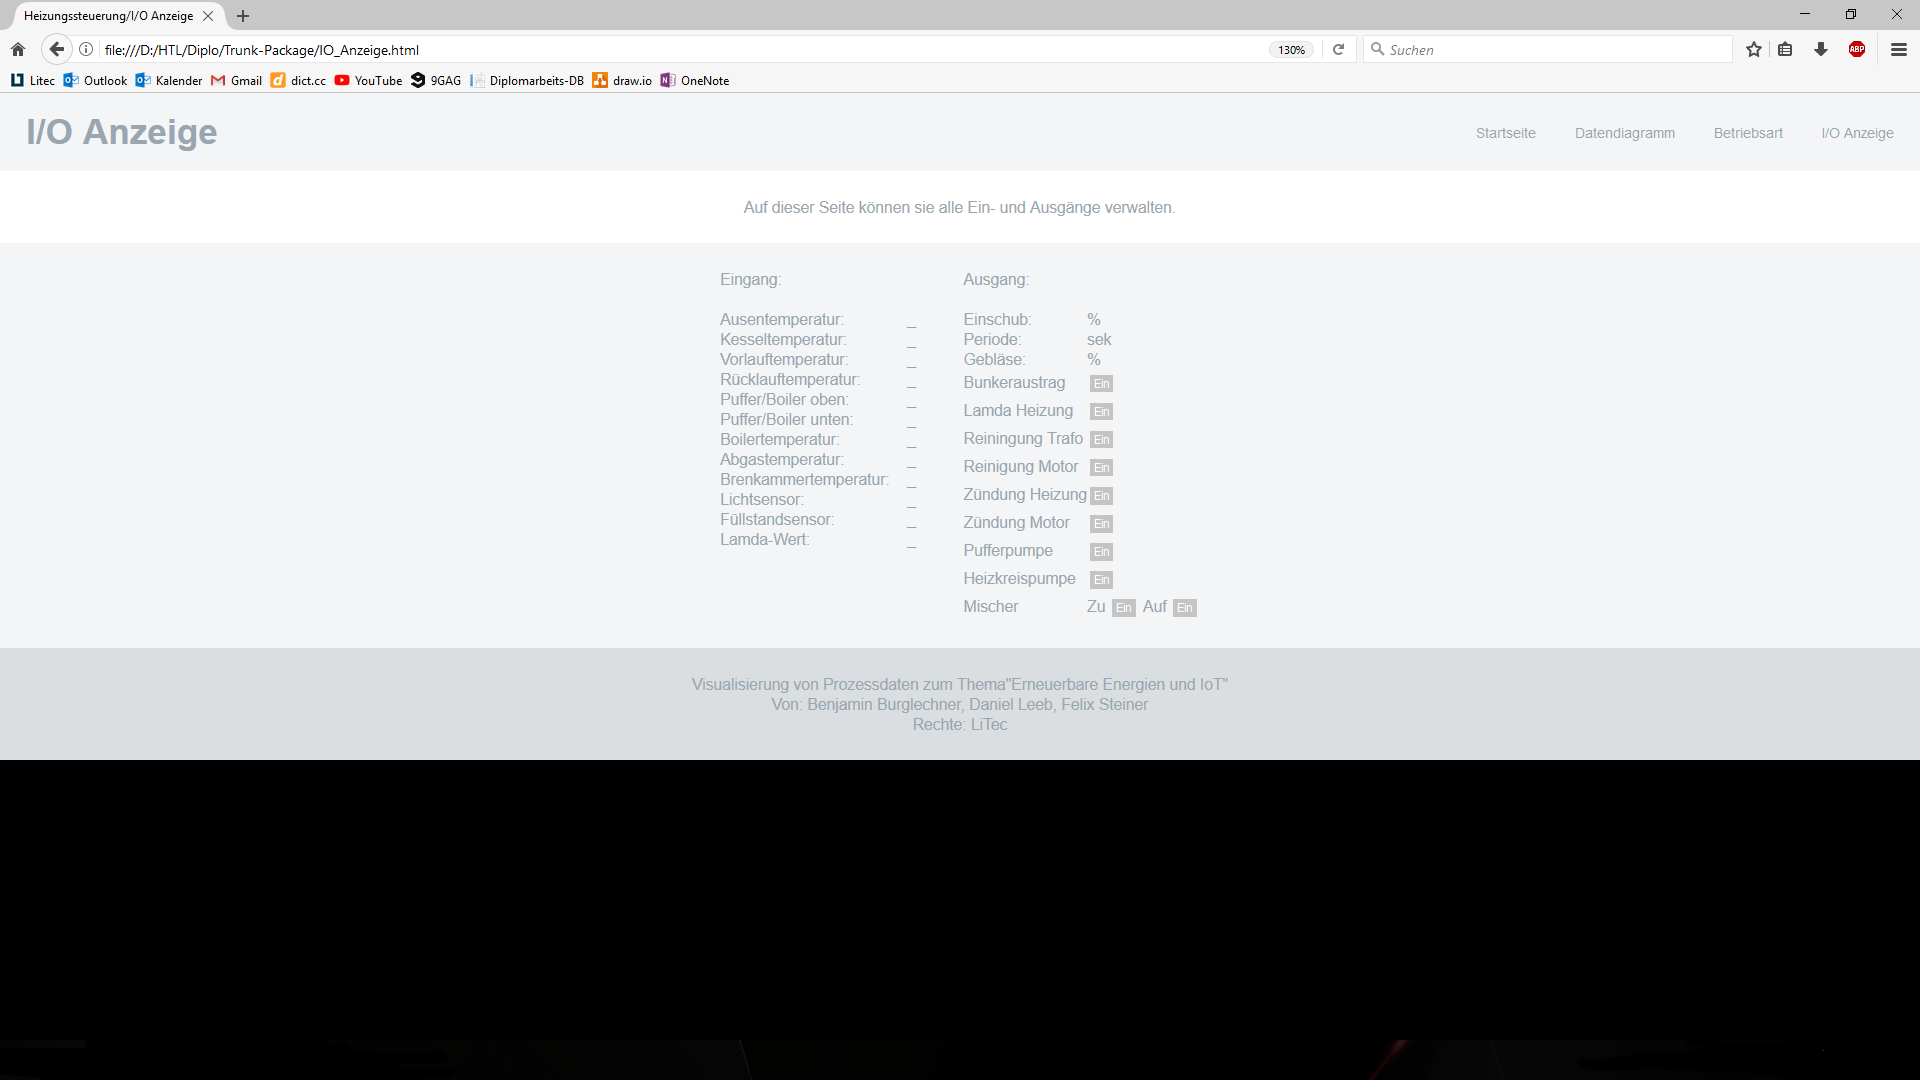 Heizungssteuerung/I/O Anzeige
file:///D:/HTL/Diplo/Trunk-Package/IO_Anzeige.html 130% Suchen ABP
Litec Outlook Kalender Gmail dict.cc YouTube 9GAG Diplomarbeits-DB draw.io OneNote
I/O Anzeige Startseite Datendiagramm Betriebsart I/O Anzeige
Auf dieser Seite können sie alle Ein- und Ausgänge verwalten.
Eingang:
Ausentemperatur: _
Kesseltemperatur: _
Vorlauftemperatur: _
Rücklauftemperatur: _
Puffer/Boiler oben: _
Puffer/Boiler unten: _
Boilertemperatur: _
Abgastemperatur: _
Brenkammertemperatur: _
Lichtsensor: _
Füllstandsensor: _
Lamda-Wert: _
Ausgang:
Einschub: %
Periode: sek
Gebläse: %
Bunkeraustrag Ein
Lamda Heizung Ein
Reiningung Trafo Ein
Reinigung Motor Ein
Zündung Heizung Ein
Zündung Motor Ein
Pufferpumpe Ein
Heizkreispumpe Ein
Mischer Zu Ein Auf Ein
Visualisierung von Prozessdaten zum Thema"Erneuerbare Energien und IoT"
Von: Benjamin Burglechner, Daniel Leeb, Felix Steiner
Rechte: LiTec